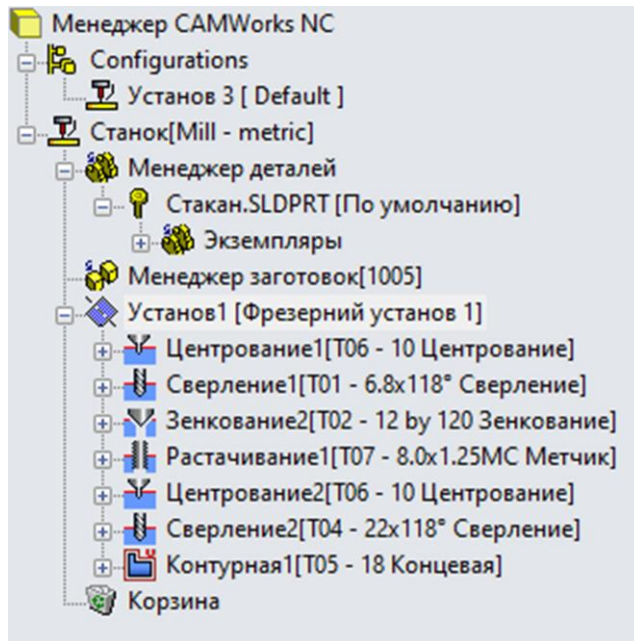 Менеджер CAMWorks NC
Configurations
Установ 3 [ Default ]
Станок[Mill - metric]
Менеджер деталей
Стакан.SLDPRT [По умолчанию]
Экземпляры
Менеджер заготовок[1005]
Установ1 [Фрезерний установ 1]
Центрование1[T06 - 10 Центрование]
Сверление1[T01 - 6.8x118° Сверление]
Зенкование2[T02 - 12 by 120 Зенкование]
Растачивание1[T07 - 8.0x1.25МС Метчик]
Центрование2[T06 - 10 Центрование]
Сверление2[T04 - 22x118° Сверление]
Контурная1[T05 - 18 Концевая]
Корзина